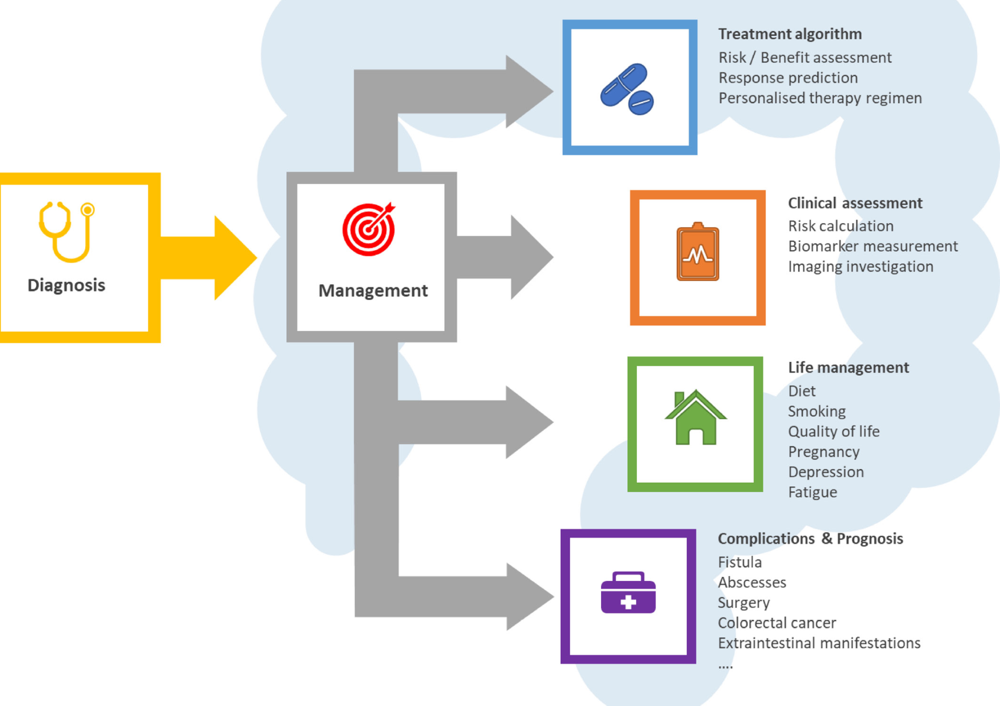 Diagnosis
Management
Treatment algorithm
Risk / Benefit assessment
Response prediction
Personalised therapy regimen
Clinical assessment
Risk calculation
Biomarker measurement
Imaging investigation
Life management
Diet
Smoking
Quality of life
Pregnancy
Depression
Fatigue
Complications & Prognosis
Fistula
Abscesses
Surgery
Colorectal cancer
Extraintestinal manifestations
....